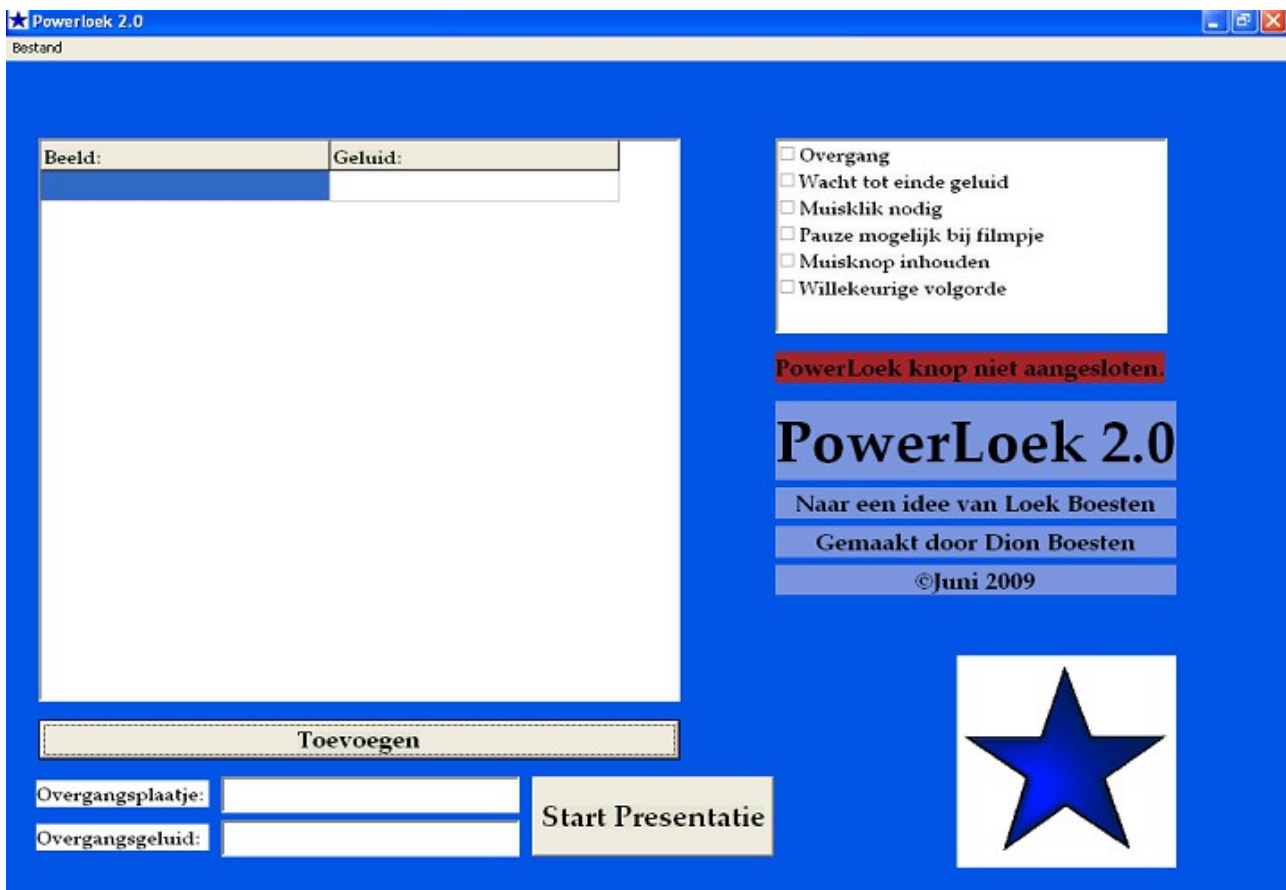 Powerloek 2.0
Bestand
Beeld: Geluid:
Overgang
Wacht tot einde geluid
Muisklik nodig
Pauze mogelijk bij filmpje
Muisknop inhouden
Willekeurige volgorde
PowerLoek knop niet aangesloten.
PowerLoek 2.0
Naar een idee van Loek Boesten
Gemaakt door Dion Boesten
©Juni 2009
Toevoegen
Overgangsplaatje:
Overgangsgeluid:
Start Presentatie